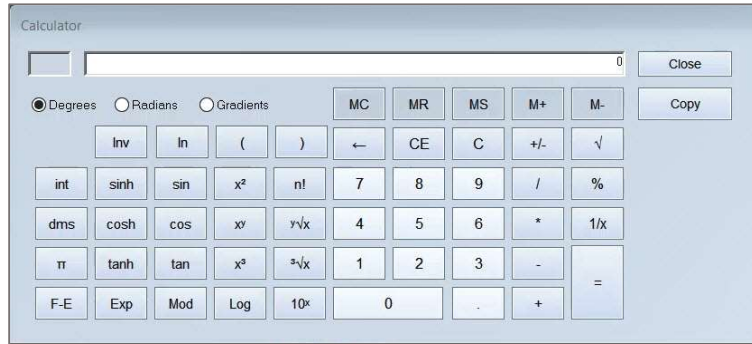 Calculator
0 Close
Degrees Radians Gradients MC MR MS M+ M- Copy
Inv In ( ) ← CE C +/- √
int sinh sin x² n! 7 8 9 / %
dms cosh cos xʸ ʸ√x 4 5 6 * 1/x
π tanh tan x³ ³√x 1 2 3 - =
F-E Exp Mod Log 10ˣ 0 . +